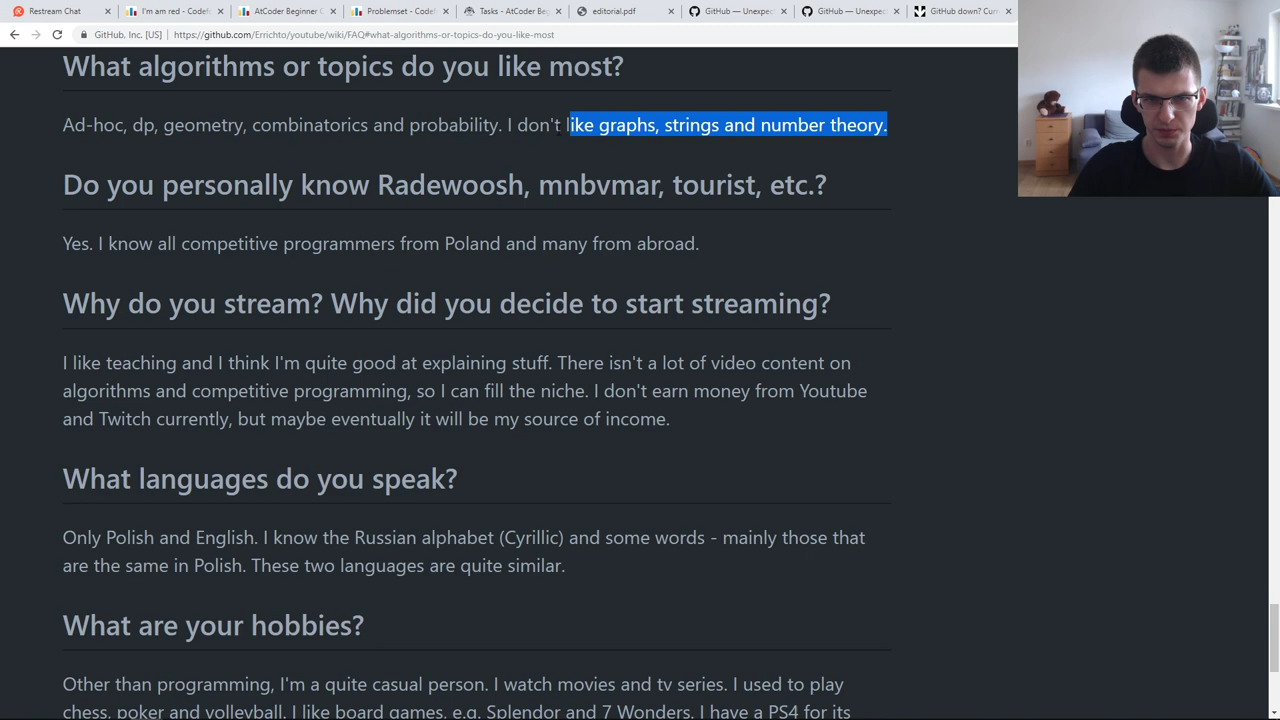 Restream Chat
I'm am red - Codef
AtCoder Beginner C
Problemset - Codef
Tasks - AtCoder Beg
editorial.pdf
GitHub — Unexpec
GitHub — Unexpec
GitHub down? Curr
GitHub, Inc. [US]
https://github.com/Errichto/youtube/wiki/FAQ#what-algorithms-or-topics-do-you-like-most
What algorithms or topics do you like most?
Ad-hoc, dp, geometry, combinatorics and probability. I don't like graphs, strings and number theory.
Do you personally know Radewoosh, mnbvmar, tourist, etc.?
Yes. I know all competitive programmers from Poland and many from abroad.
Why do you stream? Why did you decide to start streaming?
I like teaching and I think I'm quite good at explaining stuff. There isn't a lot of video content on
algorithms and competitive programming, so I can fill the niche. I don't earn money from Youtube
and Twitch currently, but maybe eventually it will be my source of income.
What languages do you speak?
Only Polish and English. I know the Russian alphabet (Cyrillic) and some words - mainly those that
are the same in Polish. These two languages are quite similar.
What are your hobbies?
Other than programming, I'm a quite casual person. I watch movies and tv series. I used to play
chess, poker and volleyball. I like board games, e.g. Splendor and 7 Wonders. I have a PS4 for its